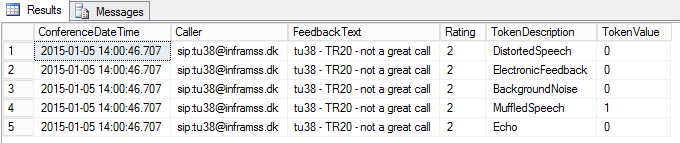 Results Messages
ConferenceDateTime Caller FeedbackText Rating TokenDescription TokenValue
1 2015-01-05 14:00:46.707 sip:tu38@inframss.dk tu38 - TR20 - not a great call 2 DistortedSpeech 0
2 2015-01-05 14:00:46.707 sip:tu38@inframss.dk tu38 - TR20 - not a great call 2 ElectronicFeedback 0
3 2015-01-05 14:00:46.707 sip:tu38@inframss.dk tu38 - TR20 - not a great call 2 BackgroundNoise 0
4 2015-01-05 14:00:46.707 sip:tu38@inframss.dk tu38 - TR20 - not a great call 2 MuffledSpeech 1
5 2015-01-05 14:00:46.707 sip:tu38@inframss.dk tu38 - TR20 - not a great call 2 Echo 0